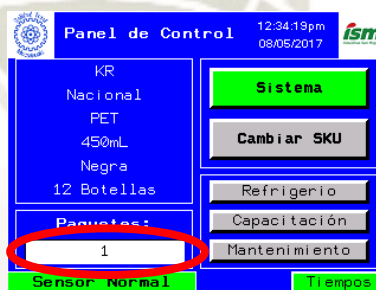 Panel de Control
12:34:19pm
08/05/2017
ism
KR
Nacional
PET
450mL
Negra
12 Botellas
Sistema
Cambiar SKU
Refrigerio
Capacitación
Mantenimiento
Paquetes:
1
Sensor Normal
Tiempos